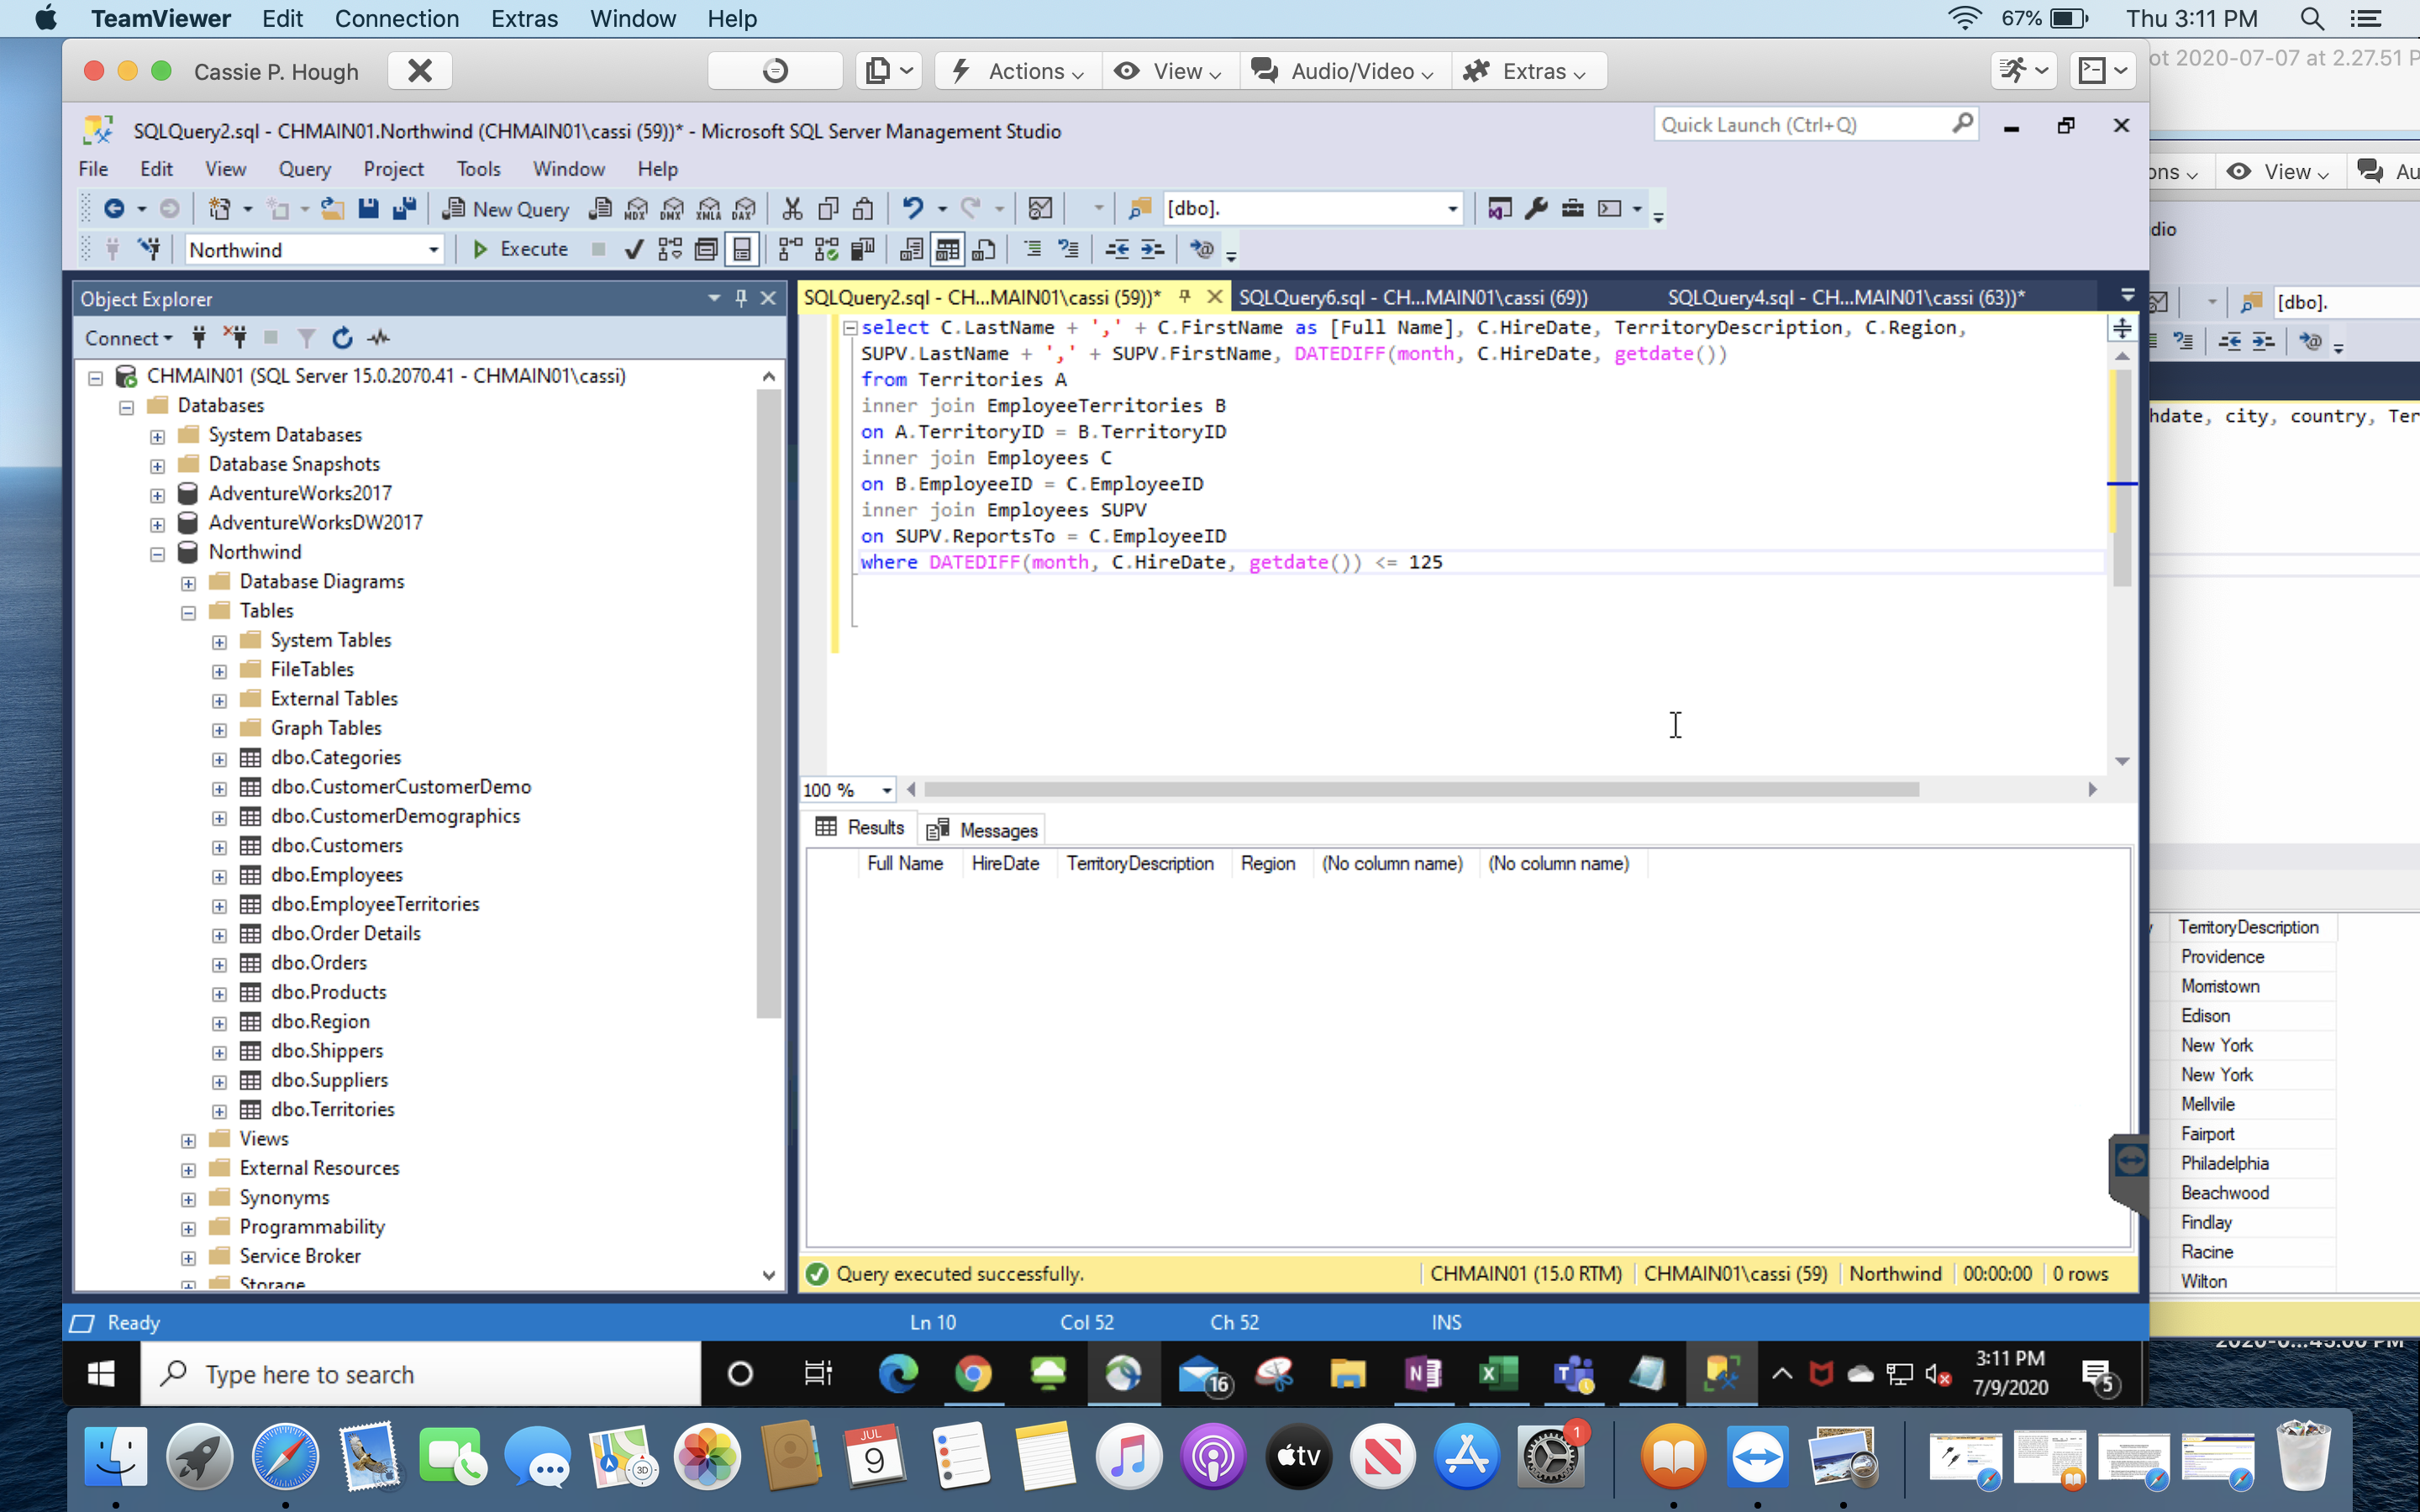 TeamViewer Edit Connection Extras Window Help 67% Thu 3:11 PM
Cassie P. Hough Actions View Audio/Video Extras
ot 2020-07-07 at 2.27.51 P
SQLQuery2.sql - CHMAIN01.Northwind (CHMAIN01\cassi (59))* - Microsoft SQL Server Management Studio
Quick Launch (Ctrl+Q)
File Edit View Query Project Tools Window Help
ons View Au
New Query MDX DMX XMLA DAX [dbo].
dio
Northwind Execute
Object Explorer
SQLQuery2.sql - CH...MAIN01\cassi (59))* SQLQuery6.sql - CH...MAIN01\cassi (69)) SQLQuery4.sql - CH...MAIN01\cassi (63))*
[dbo].
Connect
select C.LastName + ',' + C.FirstName as [Full Name], C.HireDate, TerritoryDescription, C.Region,
SUPV.LastName + ',' + SUPV.FirstName, DATEDIFF(month, C.HireDate, getdate())
from Territories A
inner join EmployeeTerritories B
on A.TerritoryID = B.TerritoryID
inner join Employees C
on B.EmployeeID = C.EmployeeID
inner join Employees SUPV
on SUPV.ReportsTo = C.EmployeeID
where DATEDIFF(month, C.HireDate, getdate()) <= 125
hdate, city, country, Ter
CHMAIN01 (SQL Server 15.0.2070.41 - CHMAIN01\cassi)
Databases
System Databases
Database Snapshots
AdventureWorks2017
AdventureWorksDW2017
Northwind
Database Diagrams
Tables
System Tables
FileTables
External Tables
Graph Tables
dbo.Categories
dbo.CustomerCustomerDemo
dbo.CustomerDemographics
dbo.Customers
dbo.Employees
dbo.EmployeeTerritories
dbo.Order Details
dbo.Orders
dbo.Products
dbo.Region
dbo.Shippers
dbo.Suppliers
dbo.Territories
Views
External Resources
Synonyms
Programmability
Service Broker
Storage
100 %
Results Messages
Full Name HireDate TerritoryDescription Region (No column name) (No column name)
TerritoryDescription
Providence
Morristown
Edison
New York
New York
Mellvile
Fairport
Philadelphia
Beachwood
Findlay
Racine
Wilton
Query executed successfully. CHMAIN01 (15.0 RTM) CHMAIN01\cassi (59) Northwind 00:00:00 0 rows
Ready Ln 10 Col 52 Ch 52 INS
2020-0...45.00 PM
Type here to search 16 3:11 PM
7/9/2020 5
JUL
9
3D
tv
1